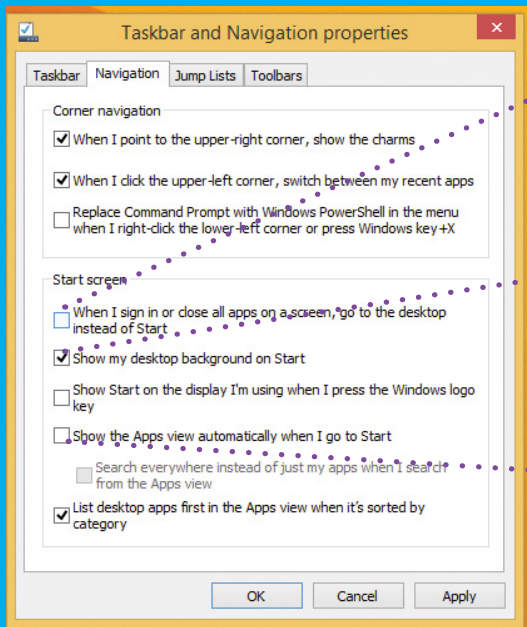 Taskbar and Navigation properties
Taskbar Navigation Jump Lists Toolbars
Corner navigation
When I point to the upper-right corner, show the charms
When I click the upper-left corner, switch between my recent apps
Replace Command Prompt with Windows PowerShell in the menu
when I right-click the lower-left corner or press Windows key+X
Start screen
When I sign in or close all apps on a screen, go to the desktop
instead of Start
Show my desktop background on Start
Show Start on the display I'm using when I press the Windows logo
key
Show the Apps view automatically when I go to Start
Search everywhere instead of just my apps when I search
from the Apps view
List desktop apps first in the Apps view when it's sorted by
category
OK Cancel Apply